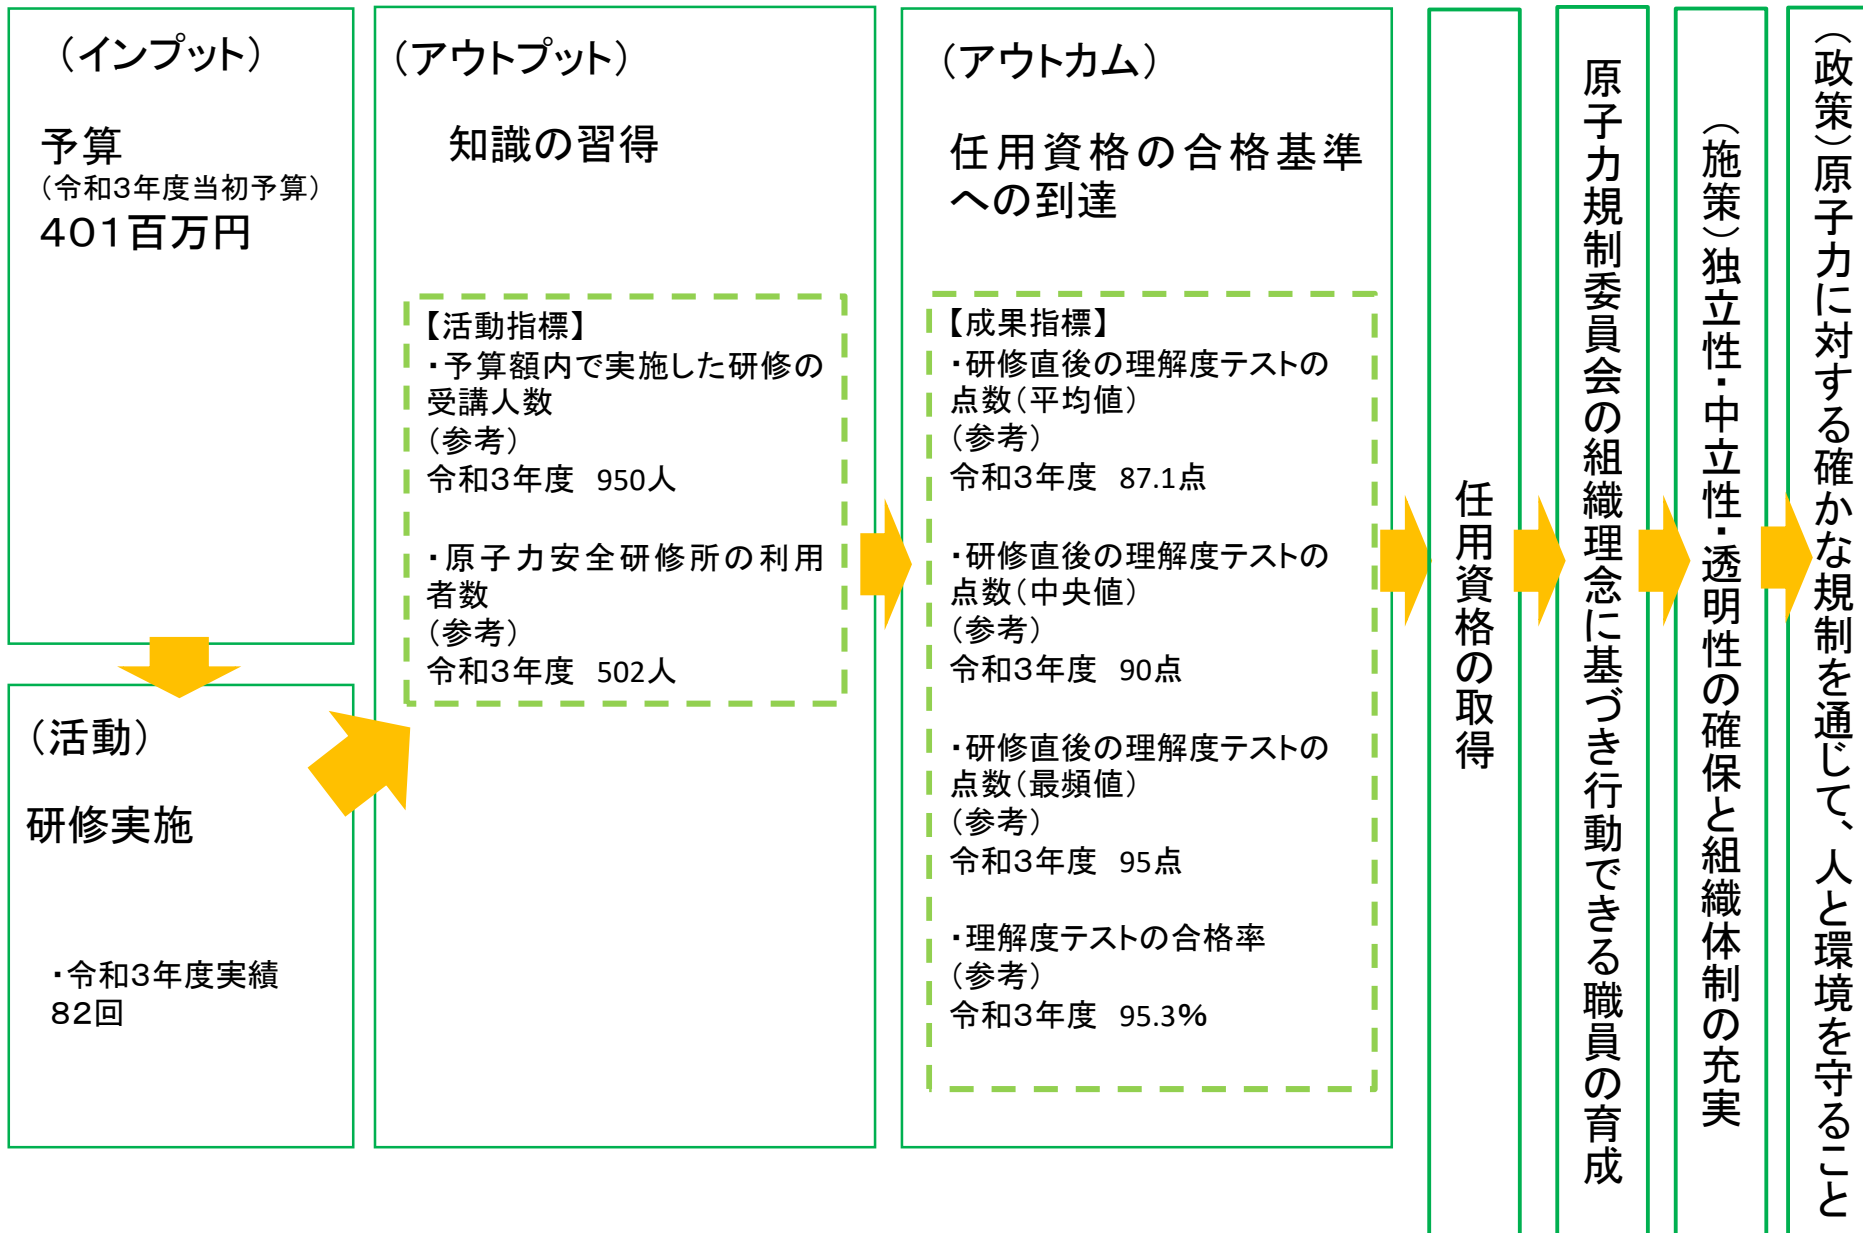 （インプット）
予算
（令和３年度当初予算）
４０１百万円
（活動）
研修実施
・令和３年度実績
８２回
（アウトプット）
知識の習得
【活動指標】
・予算額内で実施した研修の
受講人数
（参考）
令和３年度　950人
・原子力安全研修所の利用
者数
（参考）
令和３年度　502人
（アウトカム）
任用資格の合格基準
への到達
【成果指標】
・研修直後の理解度テストの
点数（平均値）
（参考）
令和３年度　87.1点
・研修直後の理解度テストの
点数（中央値）
（参考）
令和３年度　90点
・研修直後の理解度テストの
点数（最頻値）
（参考）
令和３年度　95点
・理解度テストの合格率
（参考）
令和３年度　95.3％
任用資格の取得
原子力規制委員会の組織理念に基づき行動できる職員の育成
（施策）独立性・中立性・透明性の確保と組織体制の充実
（政策）原子力に対する確かな規制を通じて、人と環境を守ること